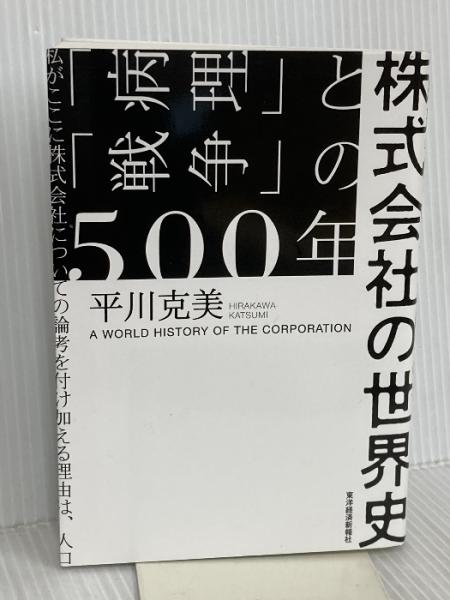 株式会社の世界史
「病理」と
「戦争」の
500年
平川克美
HIRAKAWA
KATSUMI
A WORLD HISTORY OF THE CORPORATION
東洋経済新報社
私がここに株式会社についての論考を付け加える理由は、人口